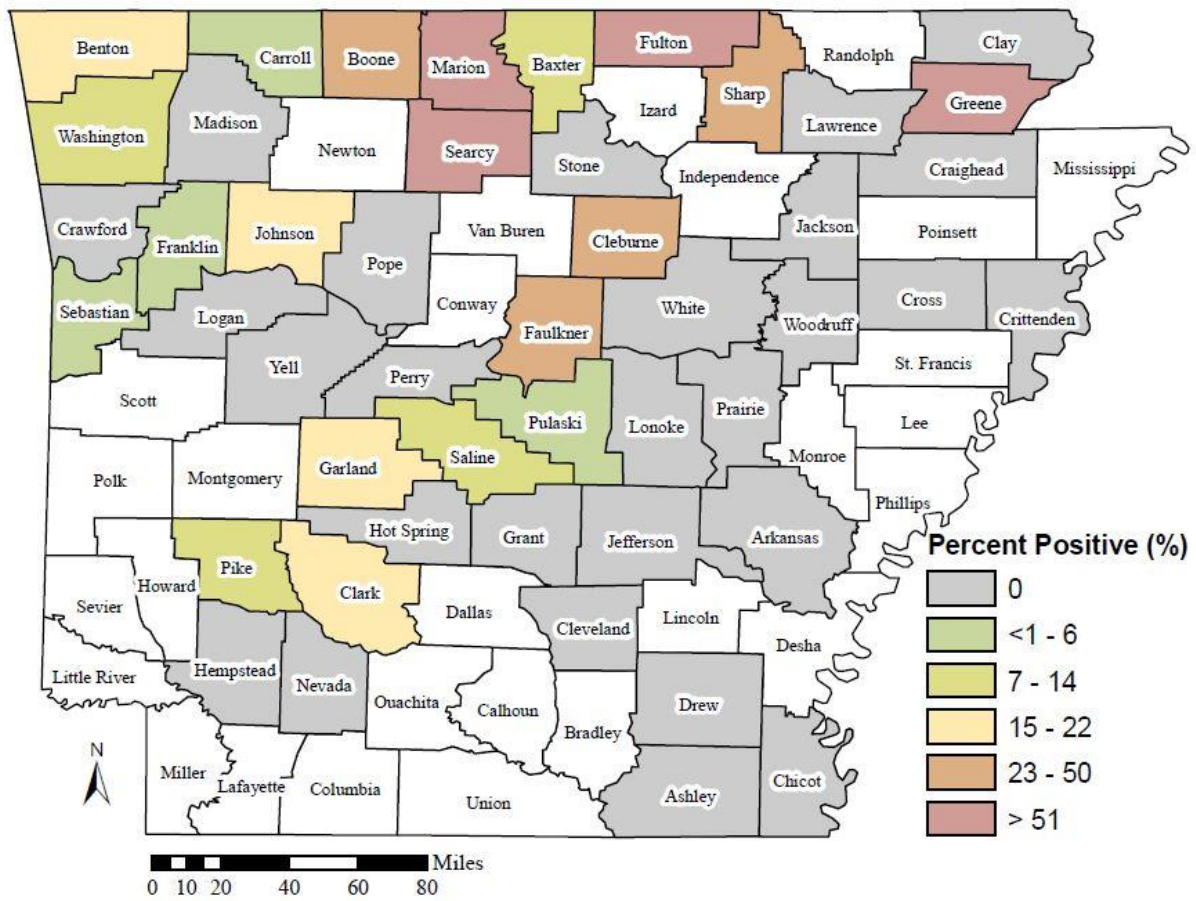 Benton
Carroll
Boone
Marion
Baxter
Fulton
Randolph
Clay
Washington
Madison
Newton
Searcy
Stone
Izard
Sharp
Lawrence
Greene
Independence
Craighead
Mississippi
Crawford
Franklin
Johnson
Pope
Van Buren
Cleburne
Jackson
Poinsett
Sebastian
Logan
Conway
Faulkner
White
Woodruff
Cross
Crittenden
Yell
Perry
St. Francis
Scott
Pulaski
Lonoke
Prairie
Lee
Polk
Montgomery
Garland
Saline
Monroe
Phillips
Hot Spring
Grant
Jefferson
Arkansas
Howard
Pike
Clark
Sevier
Dallas
Cleveland
Lincoln
Desha
Little River
Hempstead
Nevada
Ouachita
Calhoun
Bradley
Drew
Miller
Lafayette
Columbia
Union
Ashley
Chicot
Percent Positive (%)
0
<1 - 6
7 - 14
15 - 22
23 - 50
> 51
N
Miles
0 10 20 40 60 80